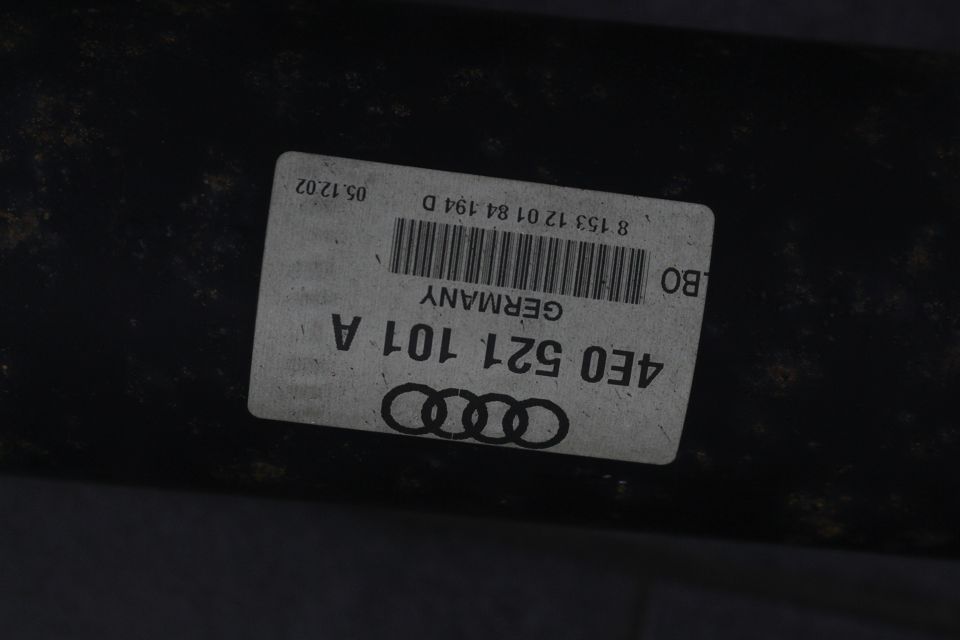 4E0 521 101 A
GERMANY
LBO
8 153 12 01 84 194 D
05.12.02